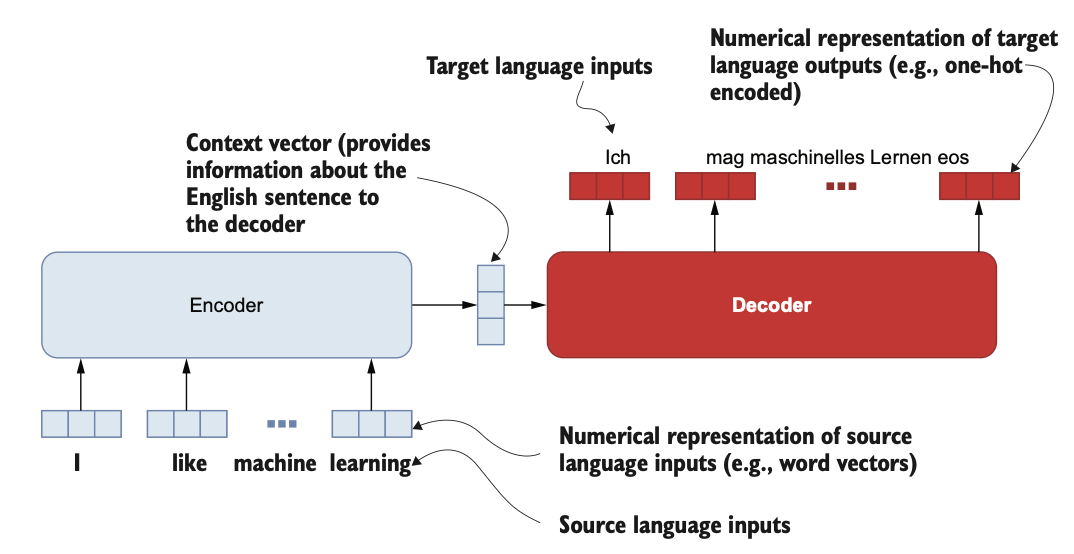 Numerical representation of target
language outputs (e.g., one-hot
encoded)
Target language inputs
Context vector (provides
information about the
English sentence to
the decoder
Ich
mag maschinelles Lernen eos
Encoder
Decoder
I like machine learning
Numerical representation of source
language inputs (e.g., word vectors)
Source language inputs